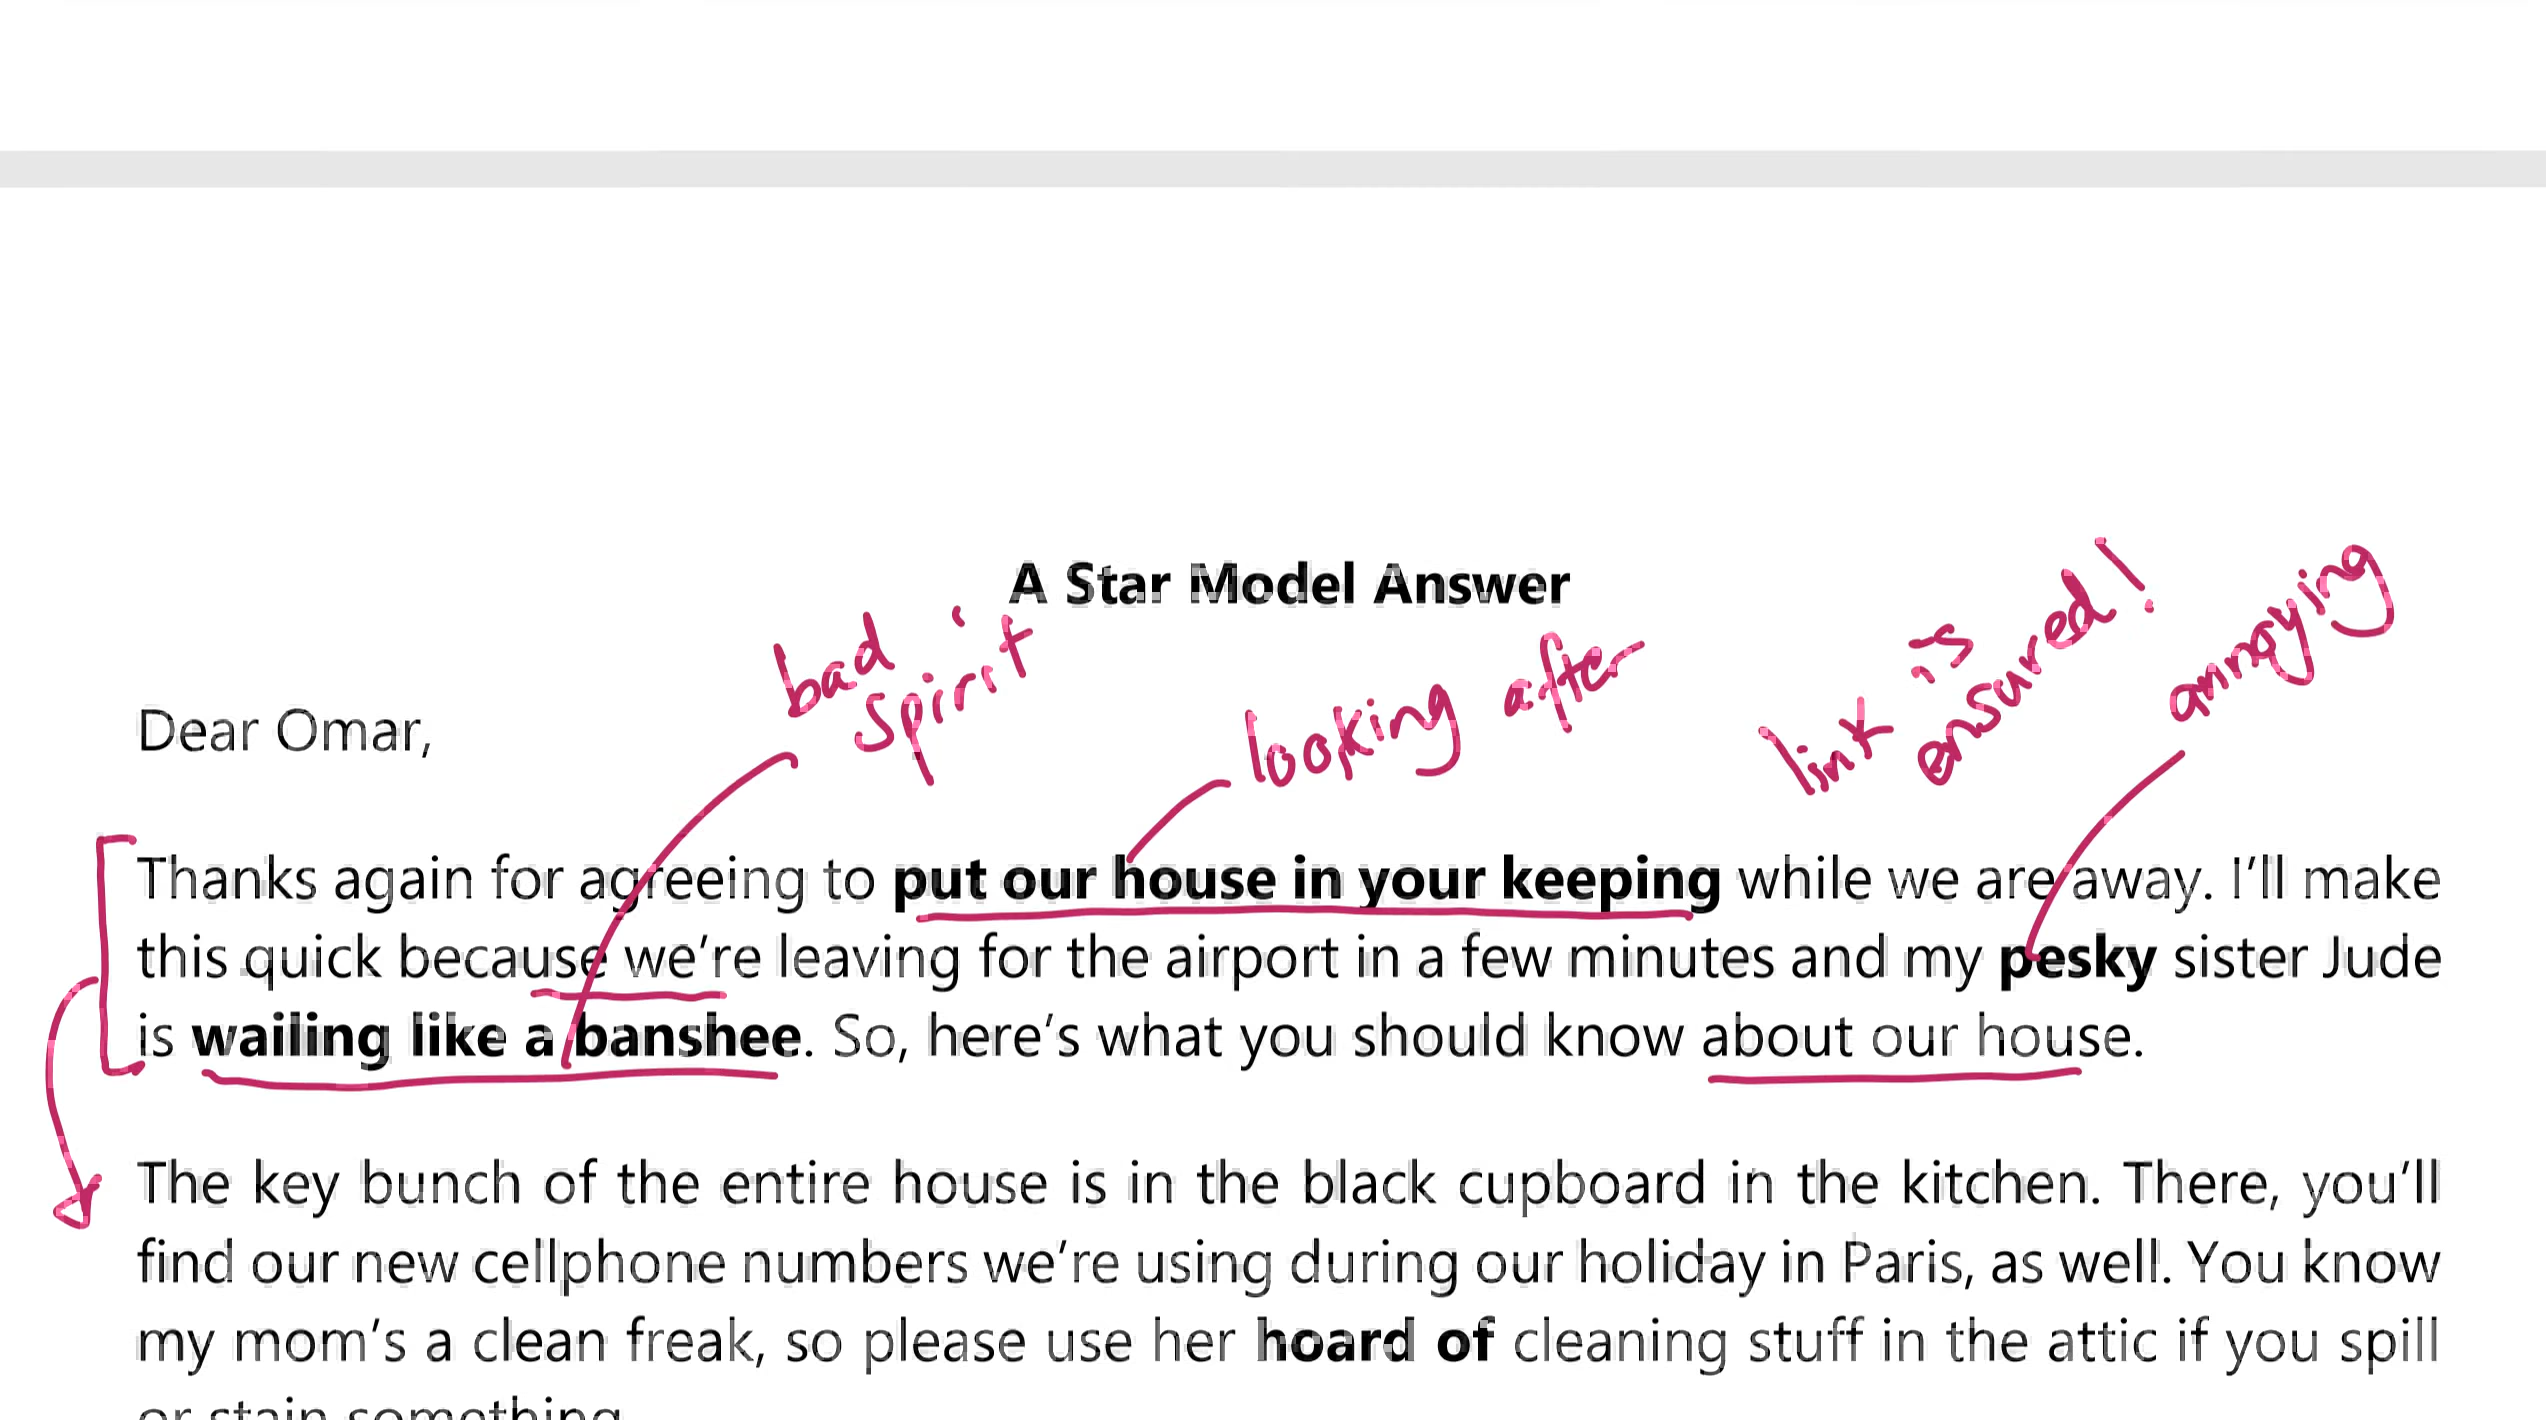 A Star Model Answer
bad
spirit
looking after
link is
ensured!
annoying
Dear Omar,
Thanks again for agreeing to put our house in your keeping while we are away. I’ll make
this quick because we’re leaving for the airport in a few minutes and my pesky sister Jude
is wailing like a banshee. So, here’s what you should know about our house.
The key bunch of the entire house is in the black cupboard in the kitchen. There, you’ll
find our new cellphone numbers we’re using during our holiday in Paris, as well. You know
my mom’s a clean freak, so please use her hoard of cleaning stuff in the attic if you spill
or stain something